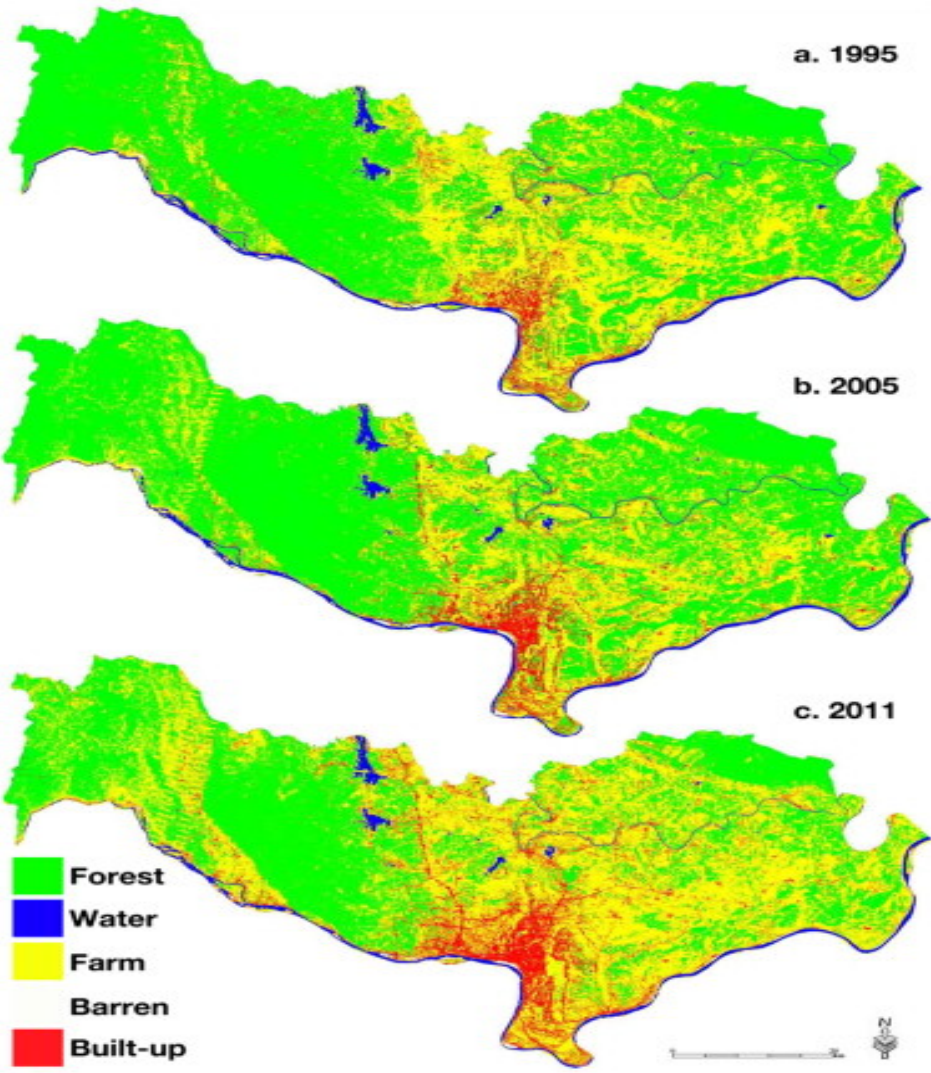 a. 1995
b. 2005
c. 2011
Forest
Water
Farm
Barren
Built-up
N